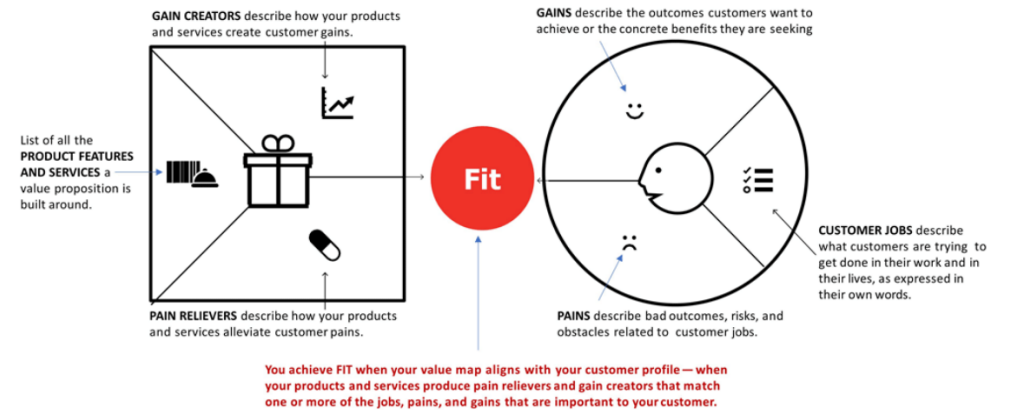 GAIN CREATORS describe how your products
and services create customer gains.
GAINS describe the outcomes customers want to
achieve or the concrete benefits they are seeking
List of all the
PRODUCT FEATURES
AND SERVICES a
value proposition is
built around.
Fit
CUSTOMER JOBS describe
what customers are trying to
get done in their work and in
their lives, as expressed in
their own words.
PAIN RELIEVERS describe how your products
and services alleviate customer pains.
PAINS describe bad outcomes, risks, and
obstacles related to customer jobs.
You achieve FIT when your value map aligns with your customer profile — when
your products and services produce pain relievers and gain creators that match
one or more of the jobs, pains, and gains that are important to your customer.